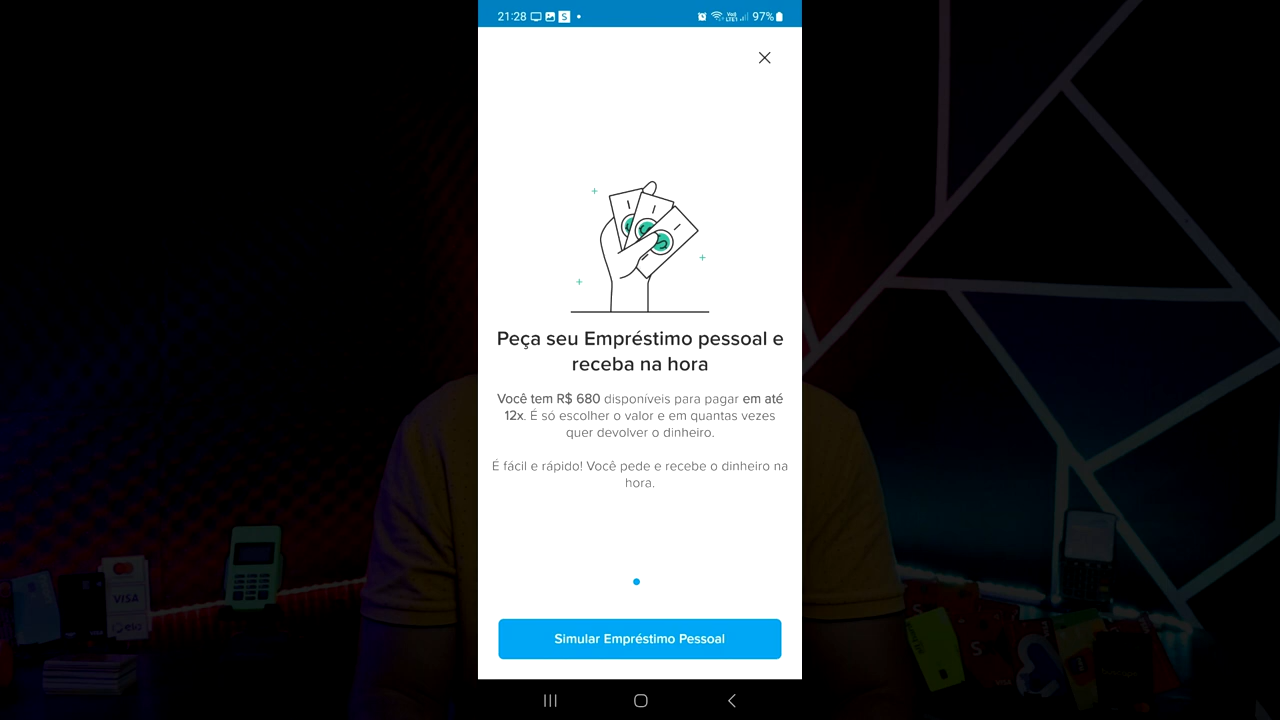 21:28 S 97%
Peça seu Empréstimo pessoal e
receba na hora
Você tem R$ 680 disponíveis para pagar em até
12x. É só escolher o valor e em quantas vezes
quer devolver o dinheiro.
É fácil e rápido! Você pede e recebe o dinheiro na
hora.
Simular Empréstimo Pessoal
VISA
elo